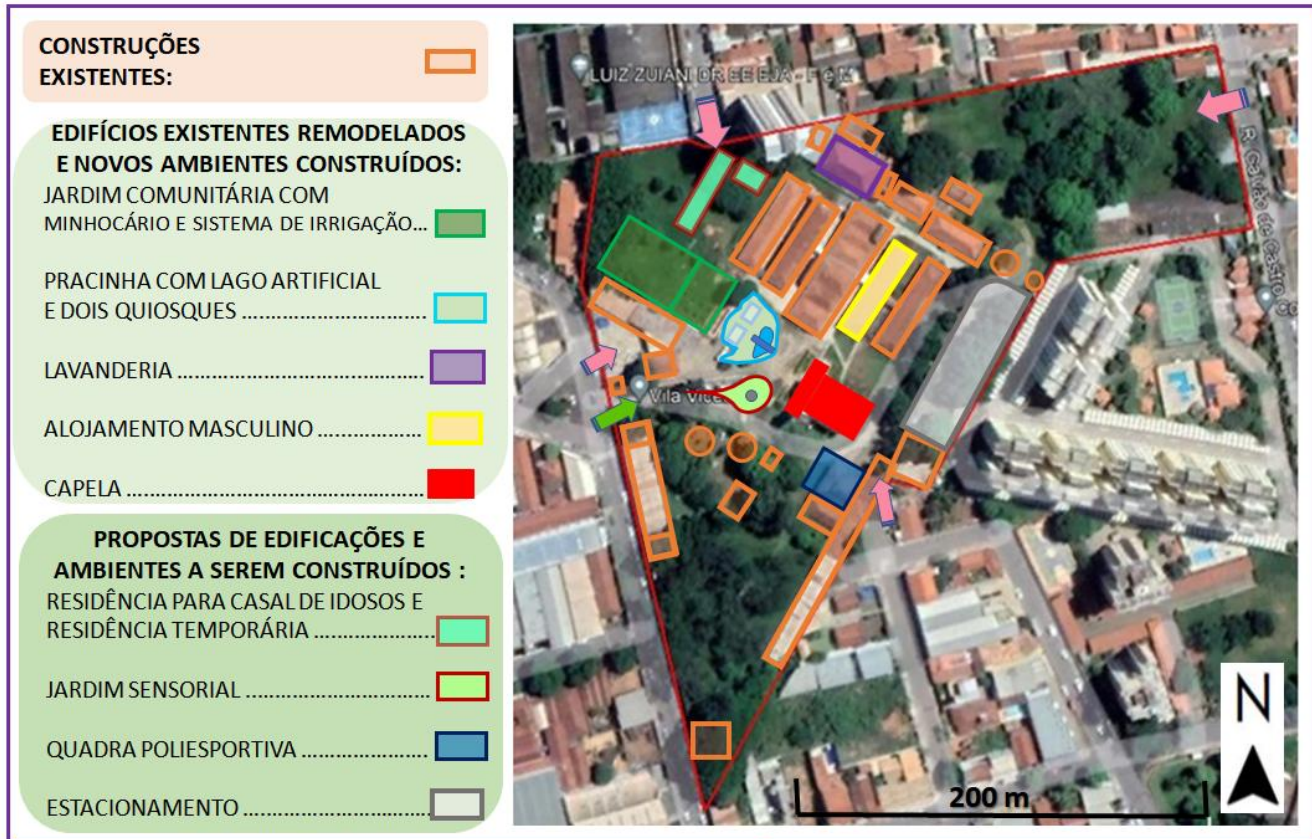 CONSTRUÇÕES
EXISTENTES:
EDIFÍCIOS EXISTENTES REMODELADOS
E NOVOS AMBIENTES CONSTRUÍDOS:
JARDIM COMUNITÁRIA COM
MINHOCÁRIO E SISTEMA DE IRRIGAÇÃO...
PRACINHA COM LAGO ARTIFICIAL
E DOIS QUIOSQUES ................................
LAVANDERIA ...........................................
ALOJAMENTO MASCULINO ..................
CAPELA ....................................................
PROPOSTAS DE EDIFICAÇÕES E
AMBIENTES A SEREM CONSTRUÍDOS :
RESIDÊNCIA PARA CASAL DE IDOSOS E
RESIDÊNCIA TEMPORÁRIA .....................
JARDIM SENSORIAL ................................
QUADRA POLIESPORTIVA .....................
ESTACIONAMENTO ................................
LUIZ ZUIANI DR EE EJA - F e M
R. Galvão de Castro
Vila
N
200 m